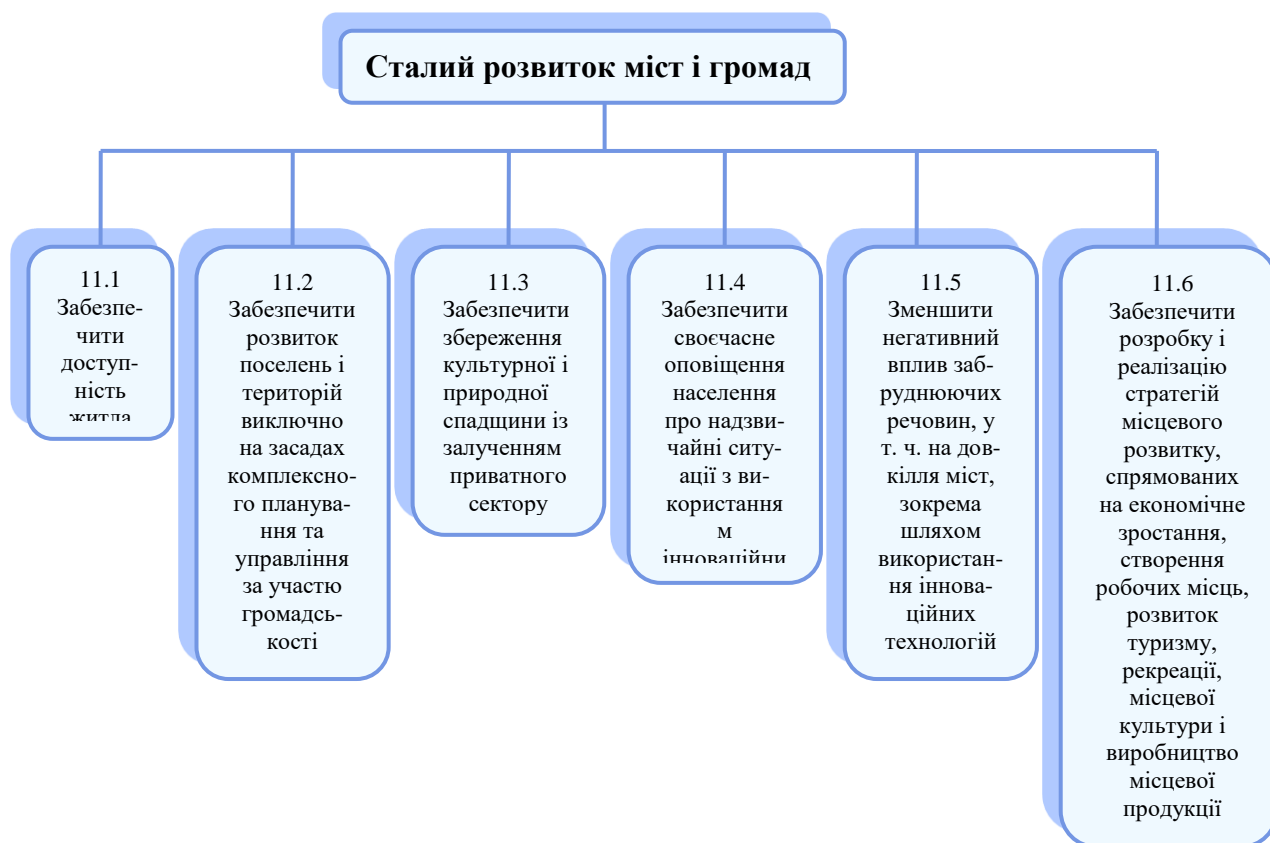 Сталий розвиток міст і громад
11.1
Забезпе-
чити
доступ-
ність
житла
11.2
Забезпечити
розвиток
поселень і
територій
виключно
на засадах
комплексно-
го планува-
ння та
управління
за участю
громадсь-
кості
11.3
Забезпечити
збереження
культурної і
природної
спадщини із
залученням
приватного
сектору
11.4
Забезпечити
своєчасне
оповіщення
населення
про надзви-
чайні ситу-
ації з ви-
користання
м
інноваційни
11.5
Зменшити
негативний
вплив заб-
руднюючих
речовин, у
т. ч. на дов-
кілля міст,
зокрема
шляхом
використан-
ня іннова-
ційних
технологій
11.6
Забезпечити
розробку і
реалізацію
стратегій
місцевого
розвитку,
спрямованих
на економічне
зростання,
створення
робочих місць,
розвиток
туризму,
рекреації,
місцевої
культури і
виробництво
місцевої
продукції